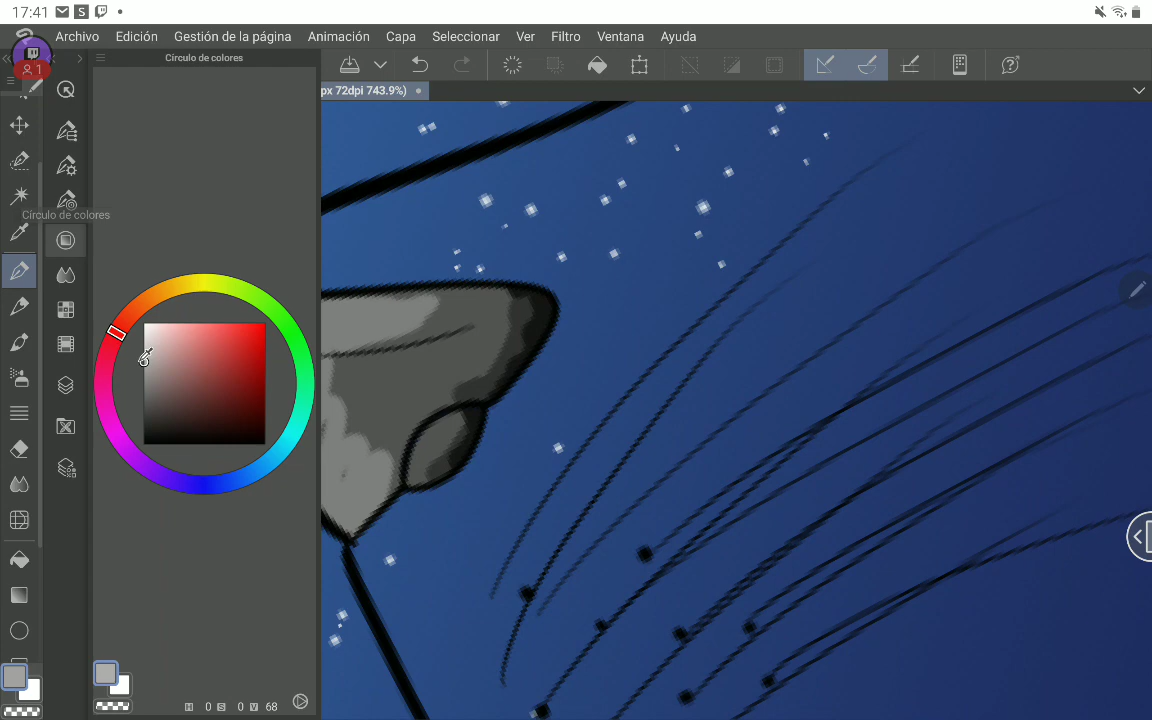 17:41
S
Archivo Edición Gestión de la página Animación Capa Seleccionar Ver Filtro Ventana Ayuda
1
Círculo de colores
px 72dpi 743.9%)
Círculo de colores
H 0 S 0 V 68